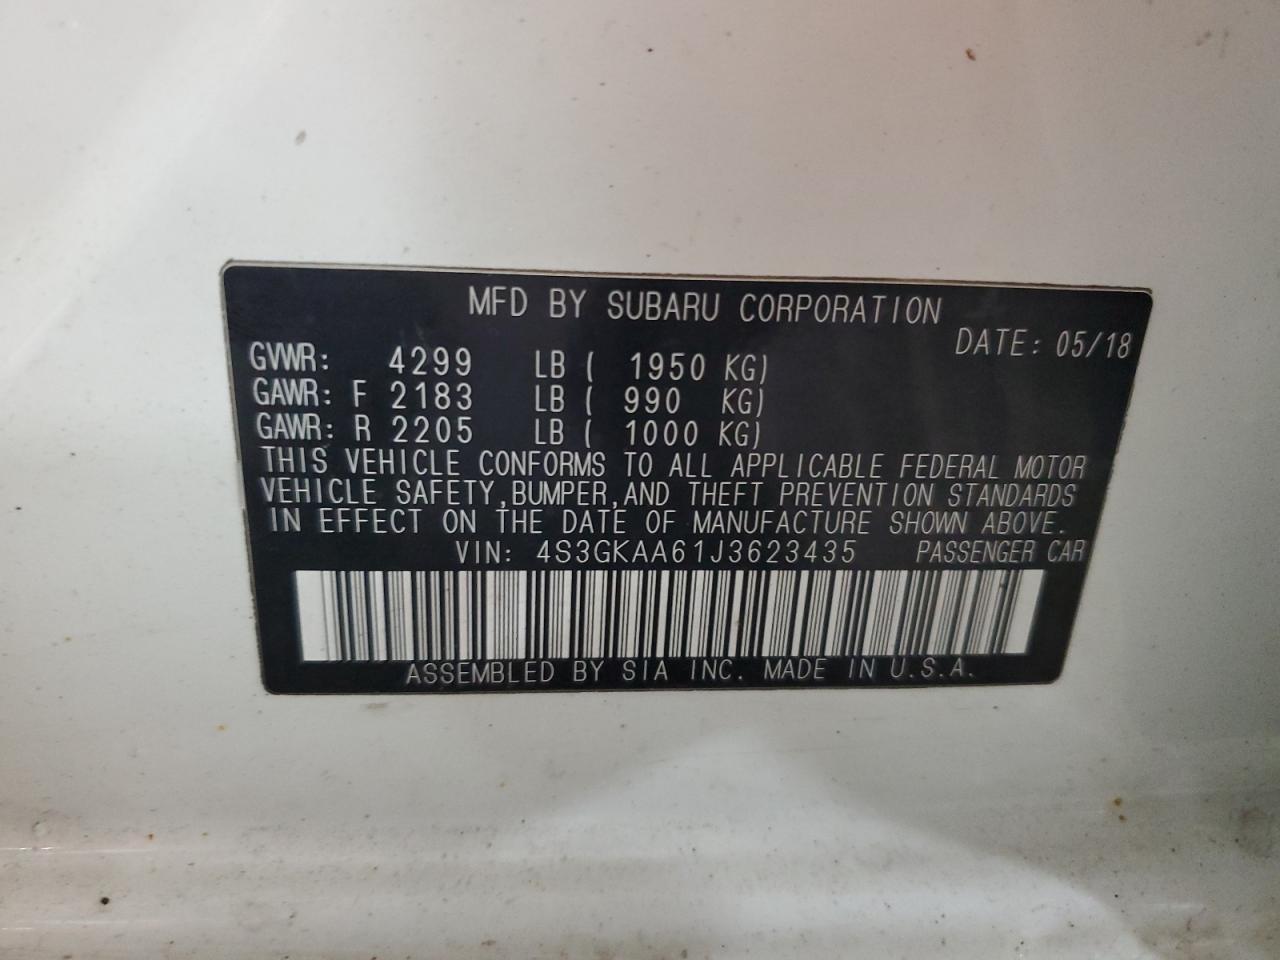 MFD BY SUBARU CORPORATION
DATE: 05/18
GVWR: 4299 LB ( 1950 KG)
GAWR: F 2183 LB ( 990 KG)
GAWR: R 2205 LB ( 1000 KG)
THIS VEHICLE CONFORMS TO ALL APPLICABLE FEDERAL MOTOR
VEHICLE SAFETY, BUMPER, AND THEFT PREVENTION STANDARDS
IN EFFECT ON THE DATE OF MANUFACTURE SHOWN ABOVE.
VIN: 4S3GKAA61J3623435 PASSENGER CAR
ASSEMBLED BY SIA INC. MADE IN U.S.A.